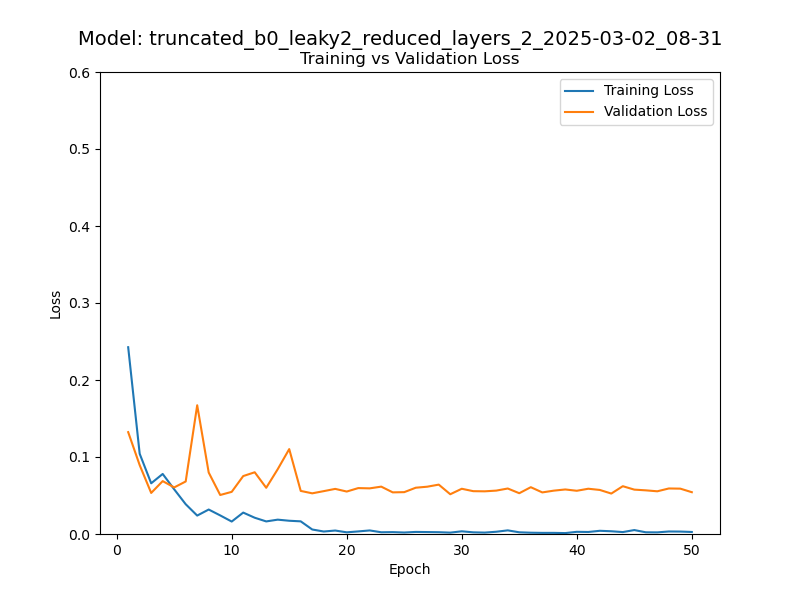 Model: truncated_b0_leaky2_reduced_layers_2_2025-03-02_08-31
Training vs Validation Loss
Training Loss
Validation Loss
0.6
0.5
0.4
0.3
0.2
0.1
0.0
Loss
0
10
20
30
40
50
Epoch